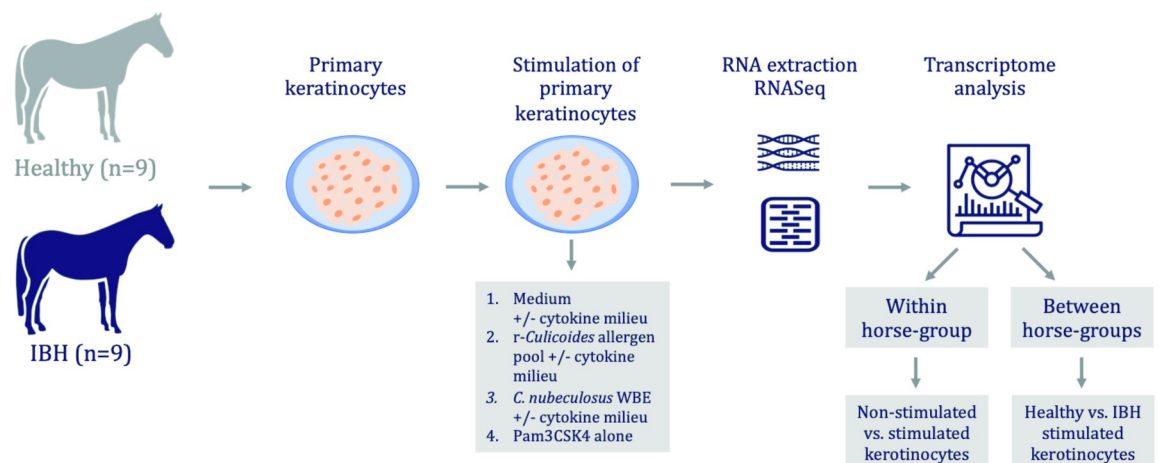 Healthy (n=9)
IBH (n=9)
Primary
keratinocytes
Stimulation of
primary
keratinocytes
1. Medium
+/- cytokine milieu
2. r-Culicoides allergen
pool +/- cytokine
milieu
3. C. nubeculosus WBE
+/- cytokine milieu
4. Pam3CSK4 alone
RNA extraction
RNASeq
Transcriptome
analysis
Within
horse-group
Between
horse-groups
Non-stimulated
vs. stimulated
kerotinocytes
Healthy vs. IBH
stimulated
kerotinocytes